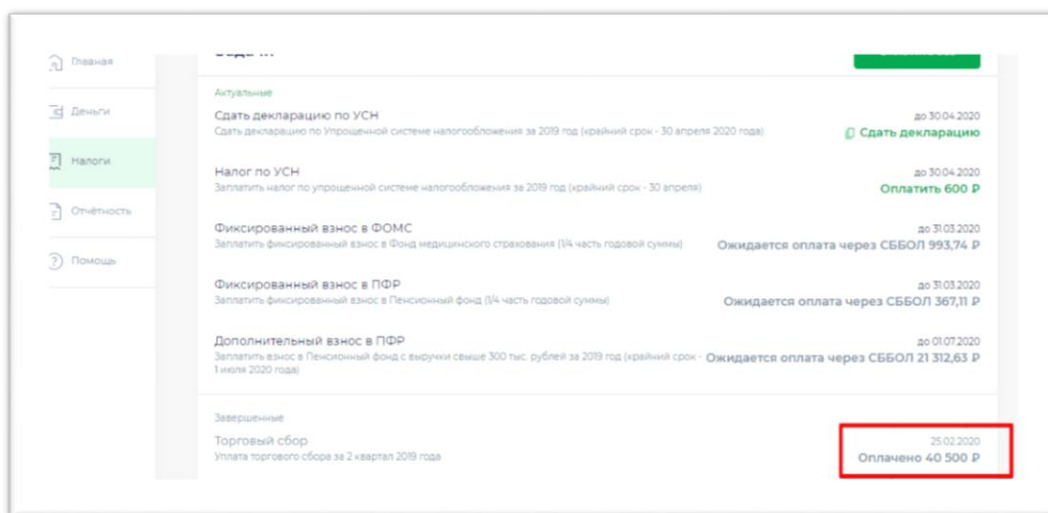 Главная
Деньги
Налоги
Отчётность
Помощь
Актуальные
Сдать декларацию по УСН
Сдать декларацию по Упрощенной системе налогообложения за 2019 год (крайний срок - 30 апреля 2020 года)
до 30.04.2020
Сдать декларацию
Налог по УСН
Заплатить налог по упрощенной системе налогообложения за 2019 год (крайний срок - 30 апреля)
до 30.04.2020
Оплатить 600 ₽
Фиксированный взнос в ФОМС
Заплатить фиксированный взнос в Фонд медицинского страхования (1/4 часть годовой суммы)
до 31.03.2020
Ожидается оплата через СББОЛ 993,74 ₽
Фиксированный взнос в ПФР
Заплатить фиксированный взнос в Пенсионный фонд (1/4 часть годовой суммы)
до 31.03.2020
Ожидается оплата через СББОЛ 367,11 ₽
Дополнительный взнос в ПФР
Заплатить взнос в Пенсионный фонд с выручки свыше 300 тыс. рублей за 2019 год (крайний срок -
1 июля 2020 года)
до 01.07.2020
Ожидается оплата через СББОЛ 21 312,63 ₽
Завершенные
Торговый сбор
Уплата торгового сбора за 2 квартал 2019 года
25.02.2020
Оплачено 40 500 ₽